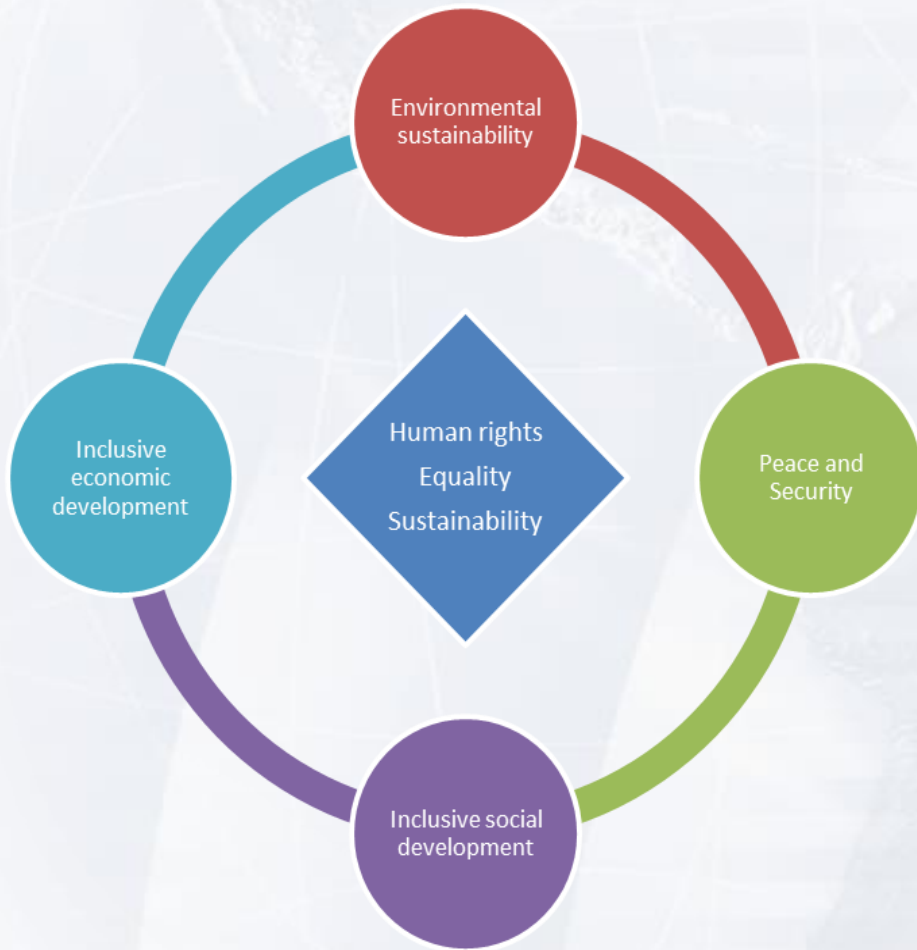 Environmental
sustainability
Inclusive
economic
development
Human rights
Equality
Sustainability
Peace and
Security
Inclusive social
development